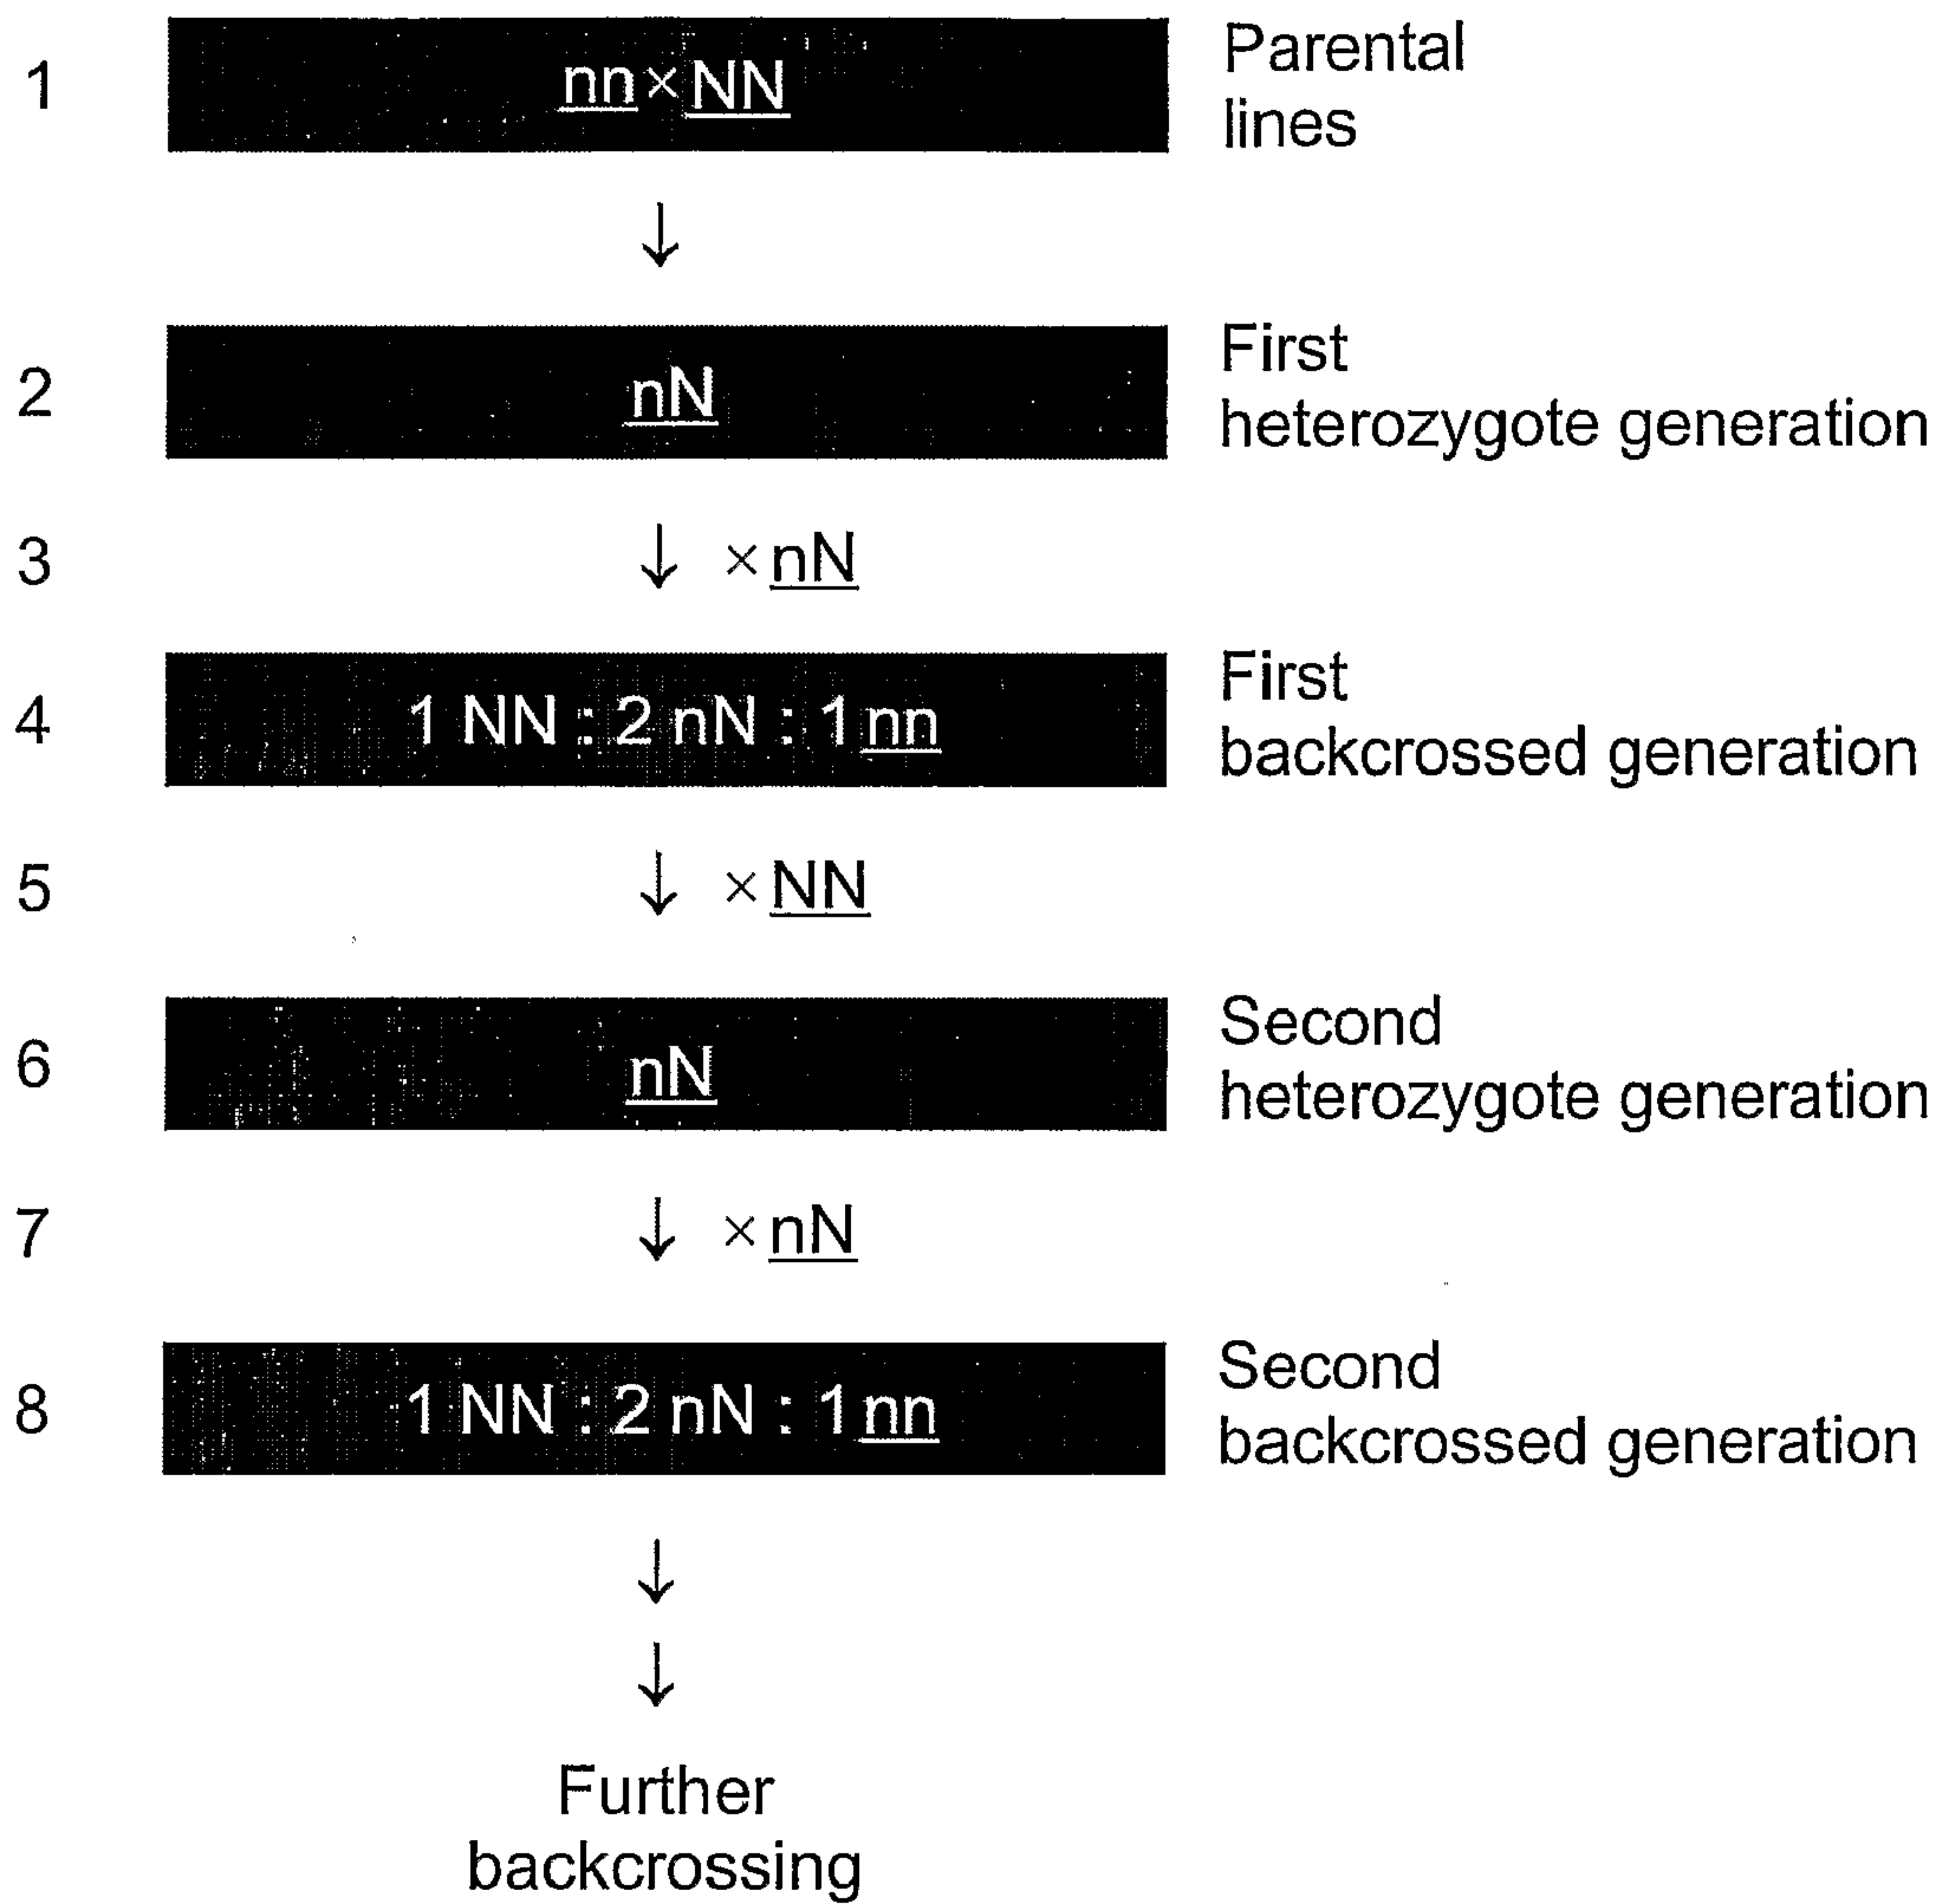 1
nn × NN
Parental
lines
↓
2
nN
First
heterozygote generation
3
↓ × nN
4
1 NN : 2 nN : 1 nn
First
backcrossed generation
5
↓ × NN
6
nN
Second
heterozygote generation
7
↓ × nN
8
1 NN : 2 nN : 1 nn
Second
backcrossed generation
↓
↓
Further
backcrossing